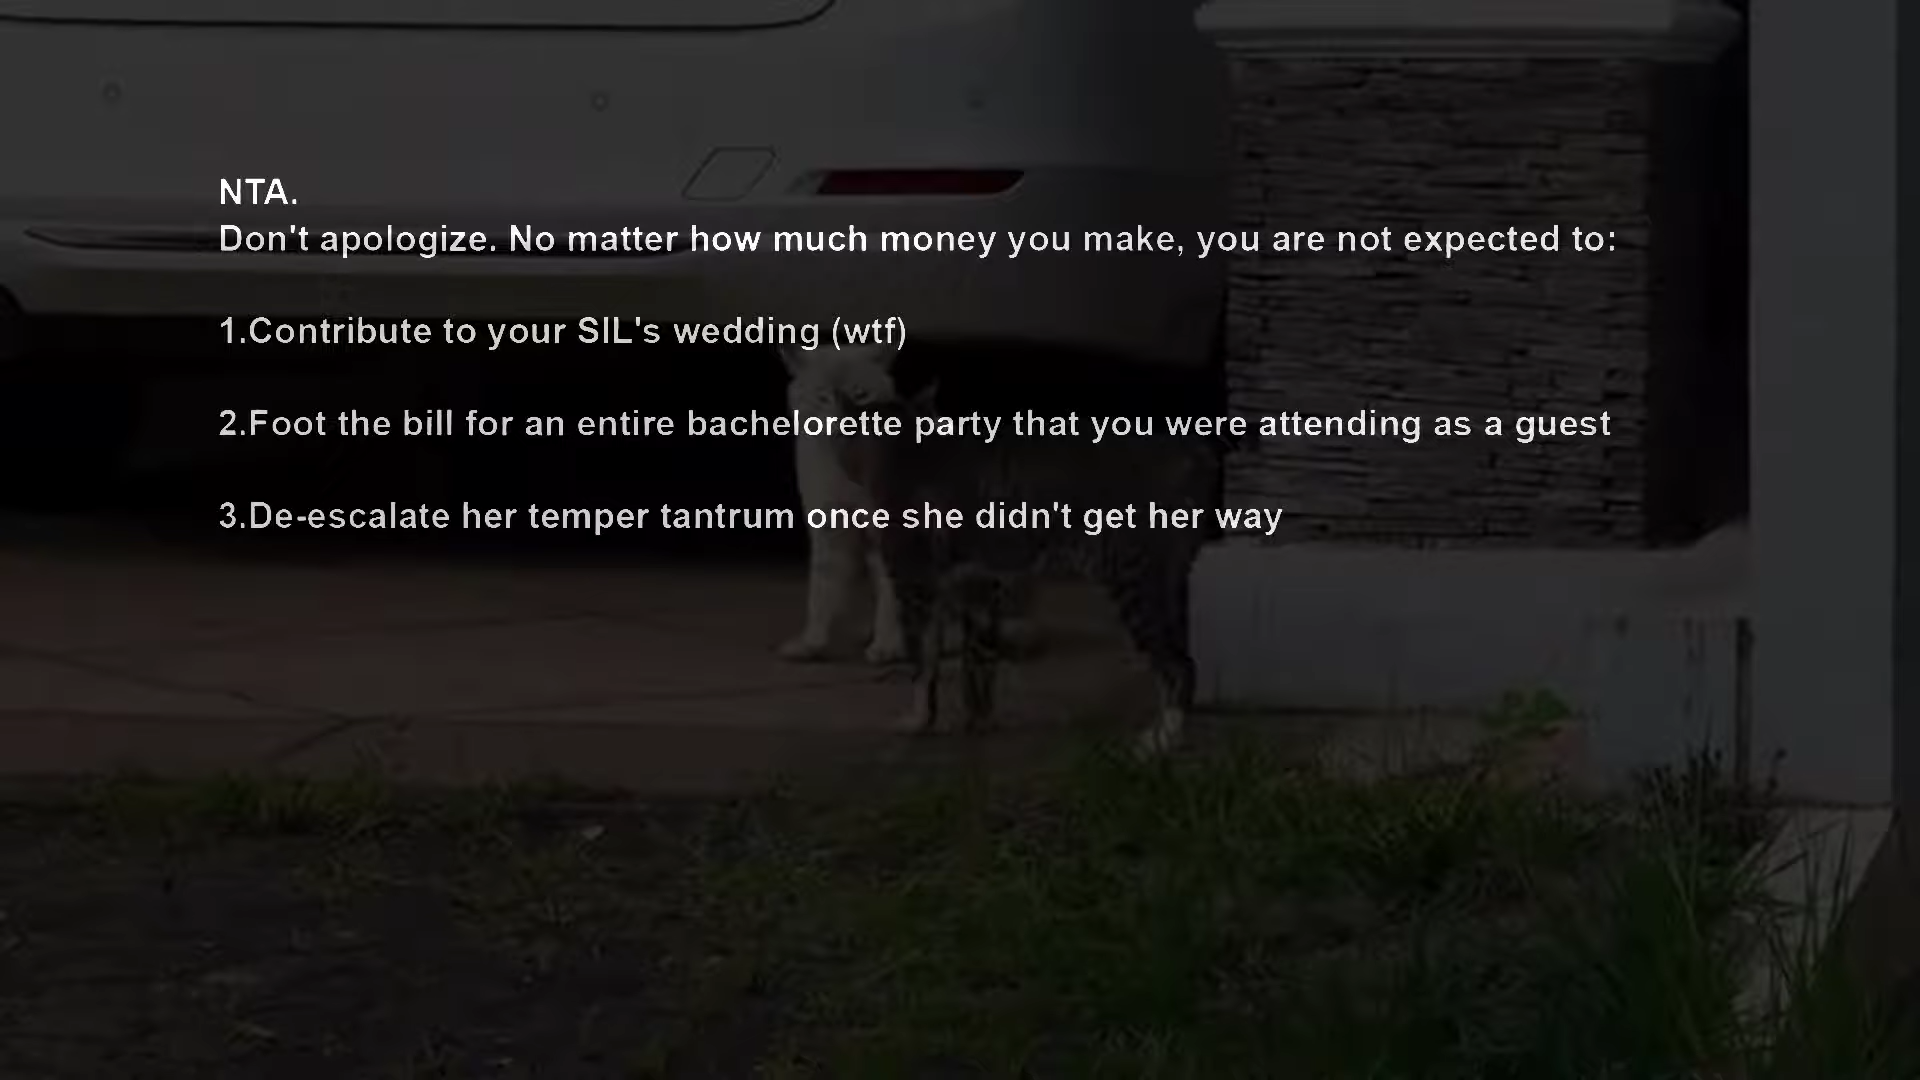 NTA.
Don't apologize. No matter how much money you make, you are not expected to:
1.Contribute to your SIL's wedding (wtf)
2.Foot the bill for an entire bachelorette party that you were attending as a guest
3.De-escalate her temper tantrum once she didn't get her way